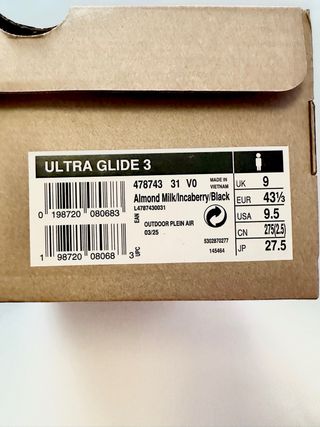 ULTRA GLIDE 3
478743 31 V0
MADE IN
VIETNAM
Almond Milk/Incaberry/Black
L4787430031
0 198720 080683
EAN
OUTDOOR PLEIN AIR
03/25
5302870277
145464
1 98720 08068 3
UPC
UK 9
EUR 43⅓
USA 9.5
CN 275(2.5)
JP 27.5